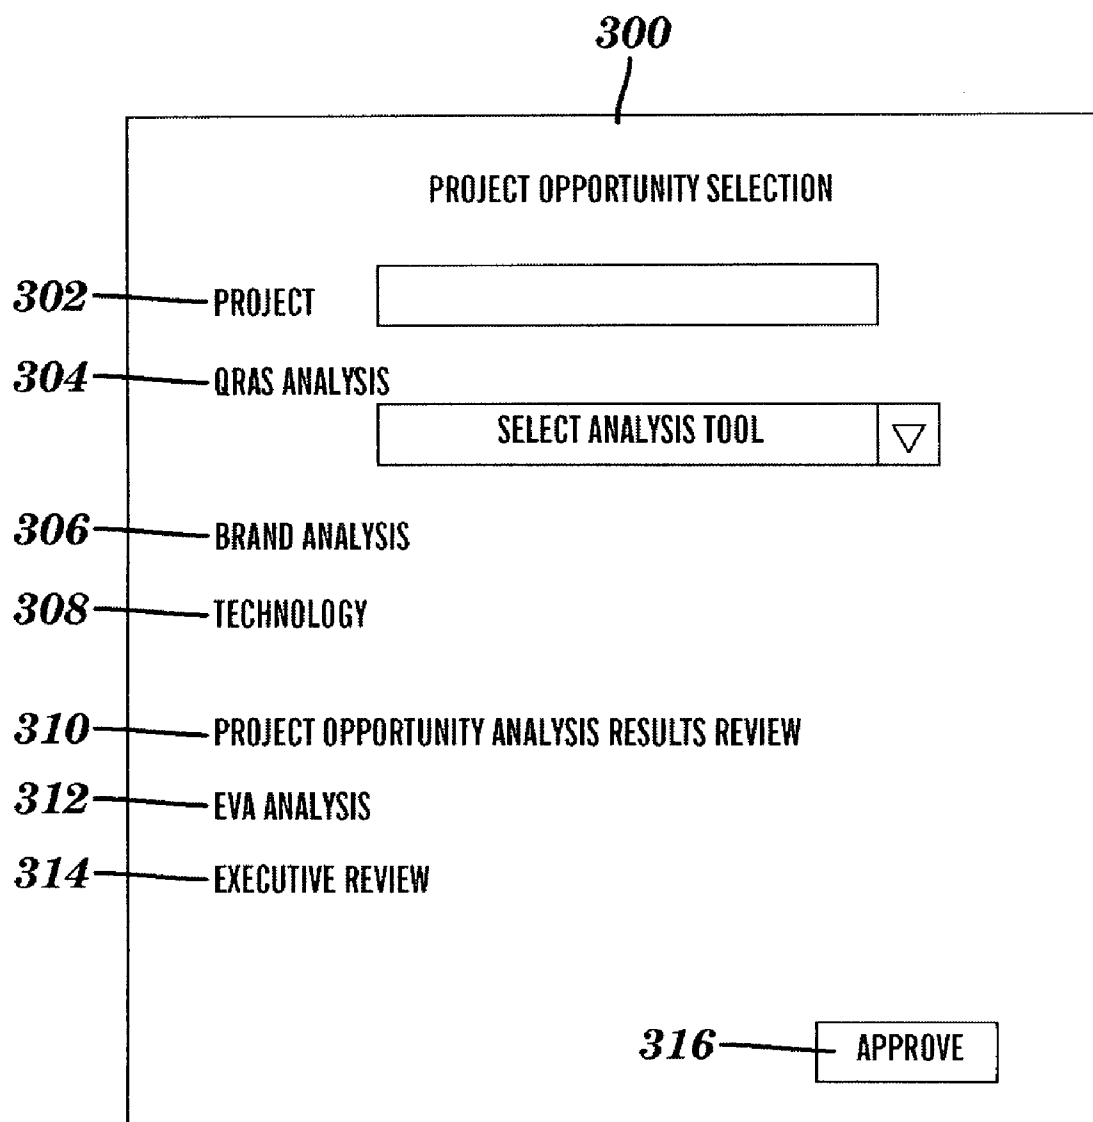 300
PROJECT OPPORTUNITY SELECTION
302 PROJECT
304 QRAS ANALYSIS
SELECT ANALYSIS TOOL
306 BRAND ANALYSIS
308 TECHNOLOGY
310 PROJECT OPPORTUNITY ANALYSIS RESULTS REVIEW
312 EVA ANALYSIS
314 EXECUTIVE REVIEW
316 APPROVE